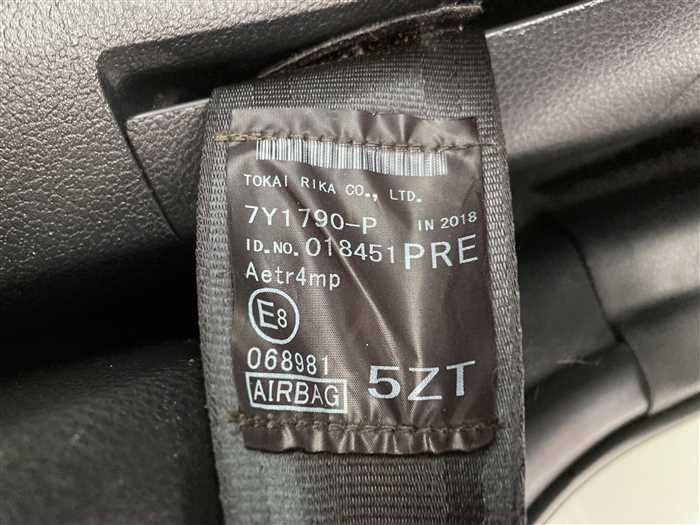 TOKAI RIKA CO., LTD.
7Y1790-P IN 2018
ID.NO. 018451 PRE
Aetr4mp
E8
068981
AIRBAG 5ZT